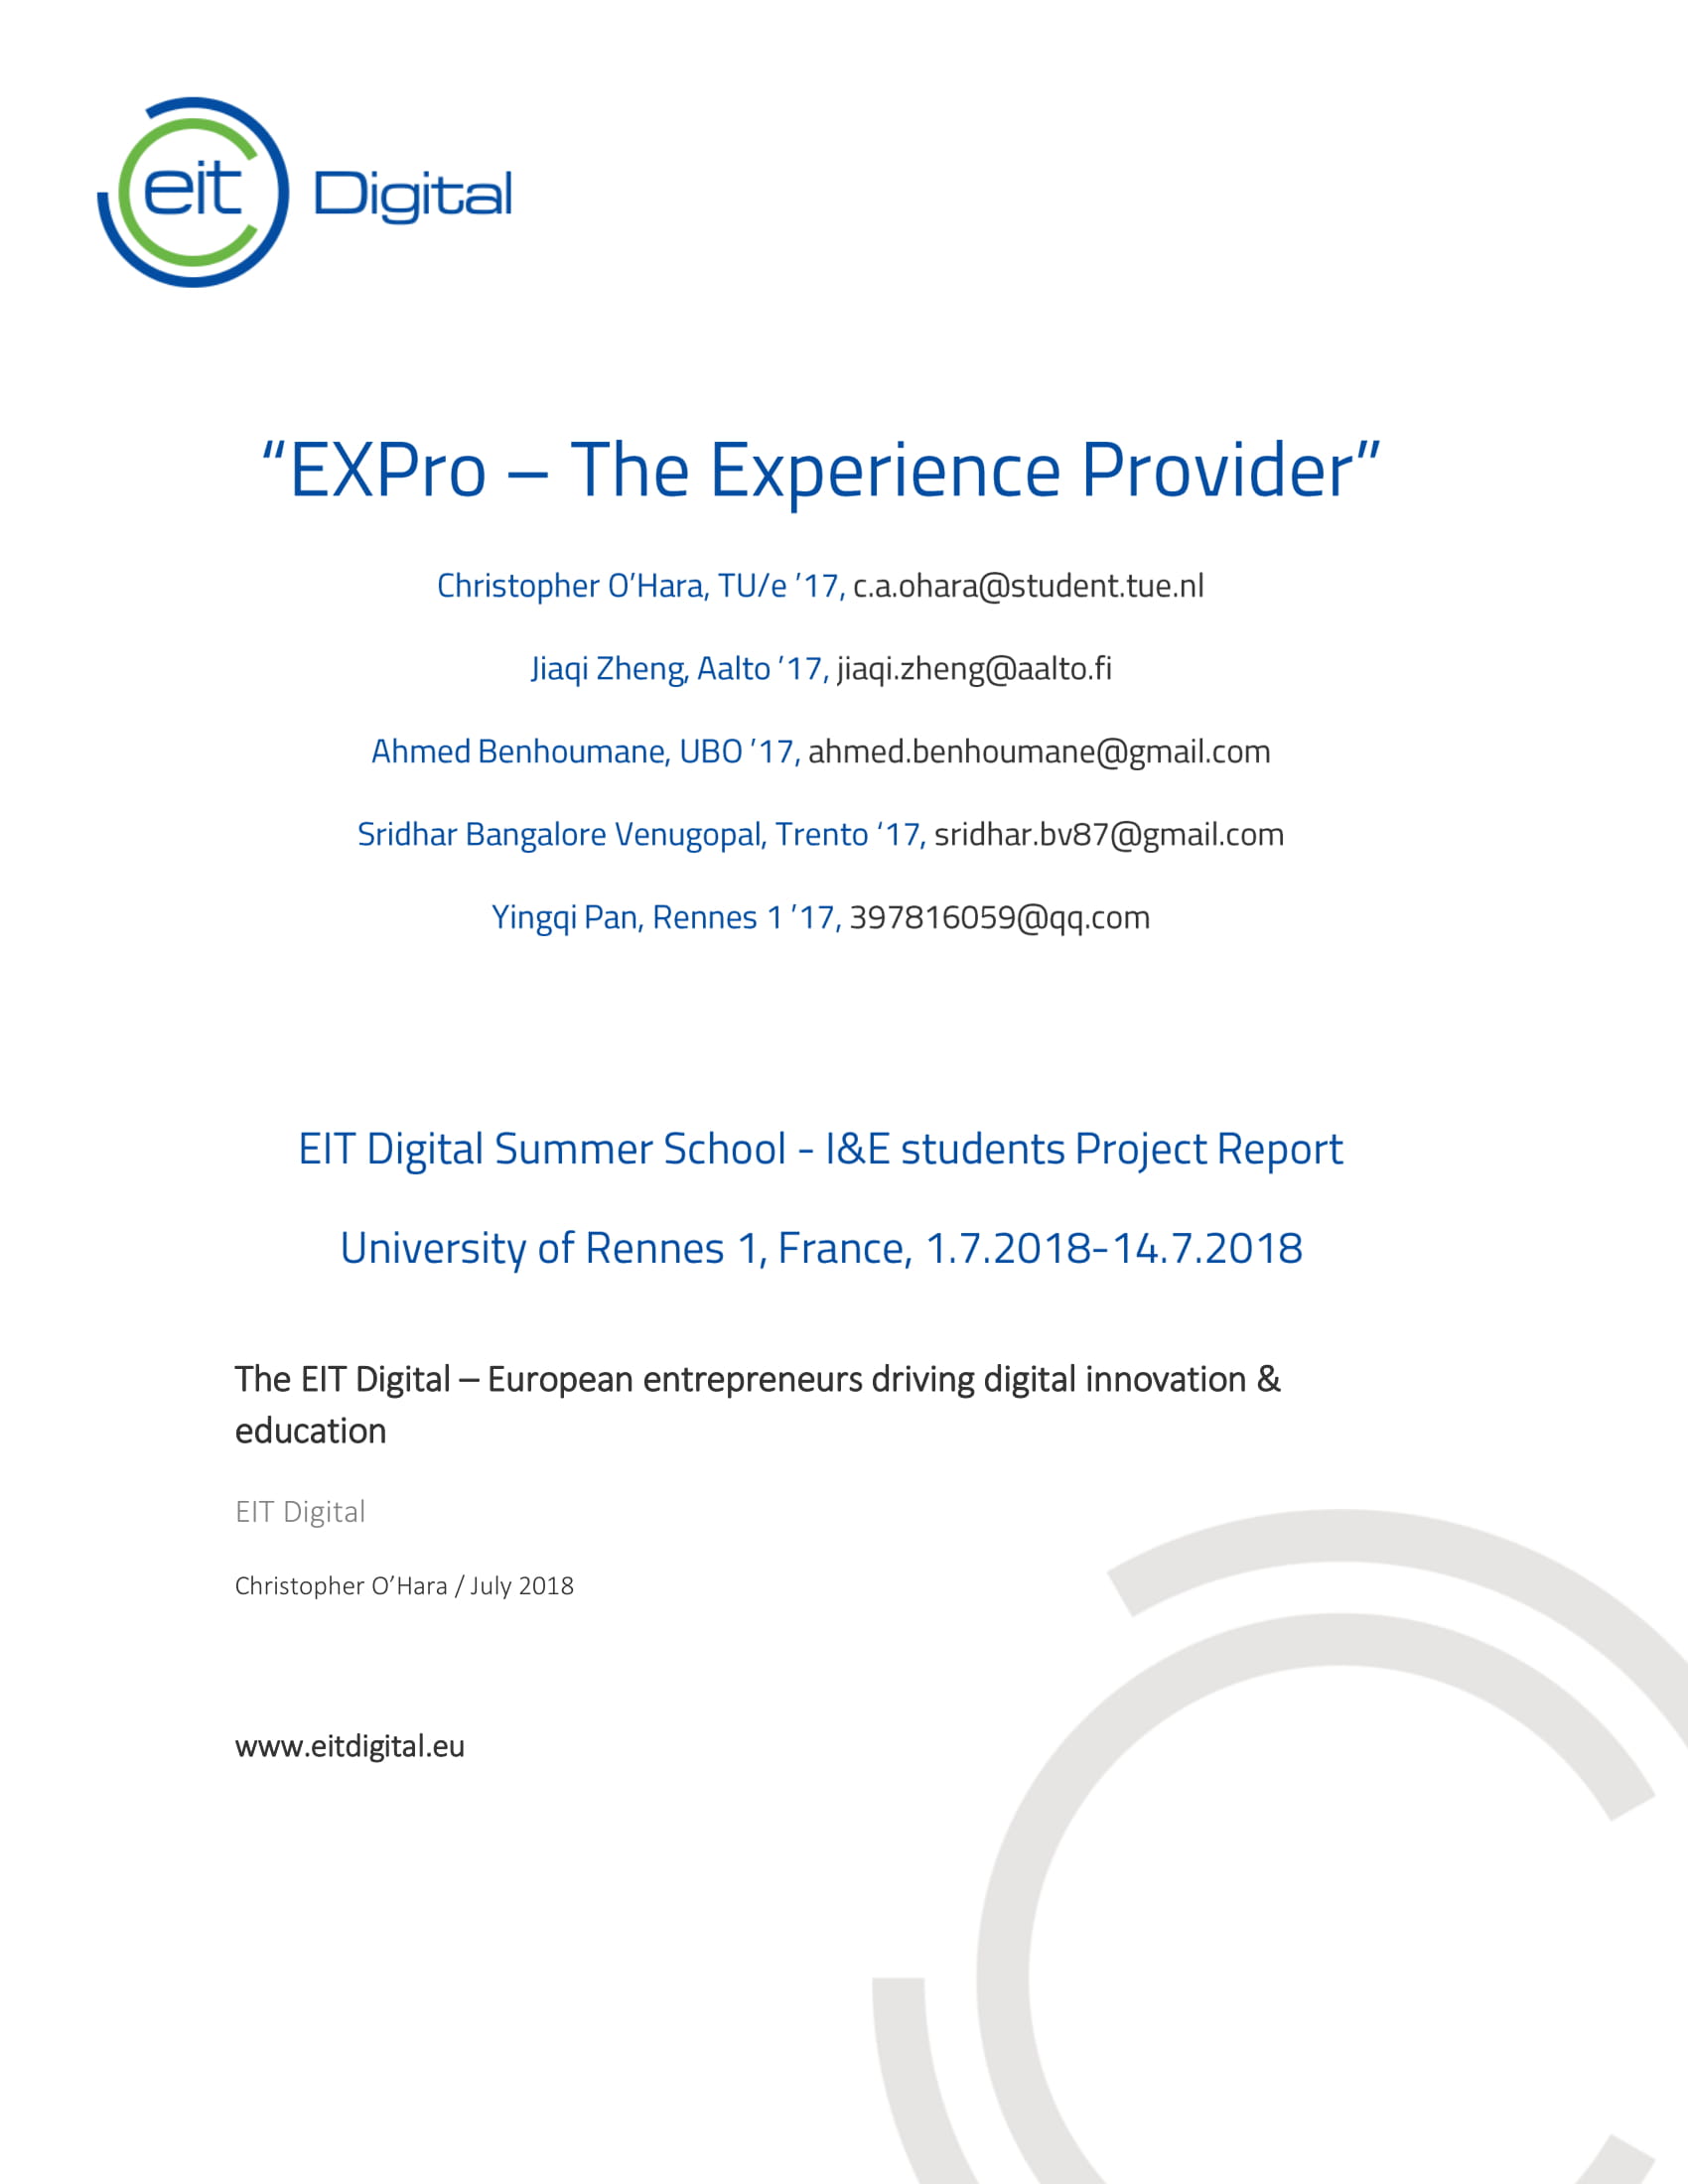 eit Digital
“EXPro – The Experience Provider”
Christopher O’Hara, TU/e ’17, c.a.ohara@student.tue.nl
Jiaqi Zheng, Aalto ’17, jiaqi.zheng@aalto.fi
Ahmed Benhoumane, UBO ’17, ahmed.benhoumane@gmail.com
Sridhar Bangalore Venugopal, Trento ‘17, sridhar.bv87@gmail.com
Yingqi Pan, Rennes 1 ’17, 397816059@qq.com
EIT Digital Summer School - I&E students Project Report
University of Rennes 1, France, 1.7.2018-14.7.2018
The EIT Digital – European entrepreneurs driving digital innovation &
education
EIT Digital
Christopher O’Hara / July 2018
www.eitdigital.eu